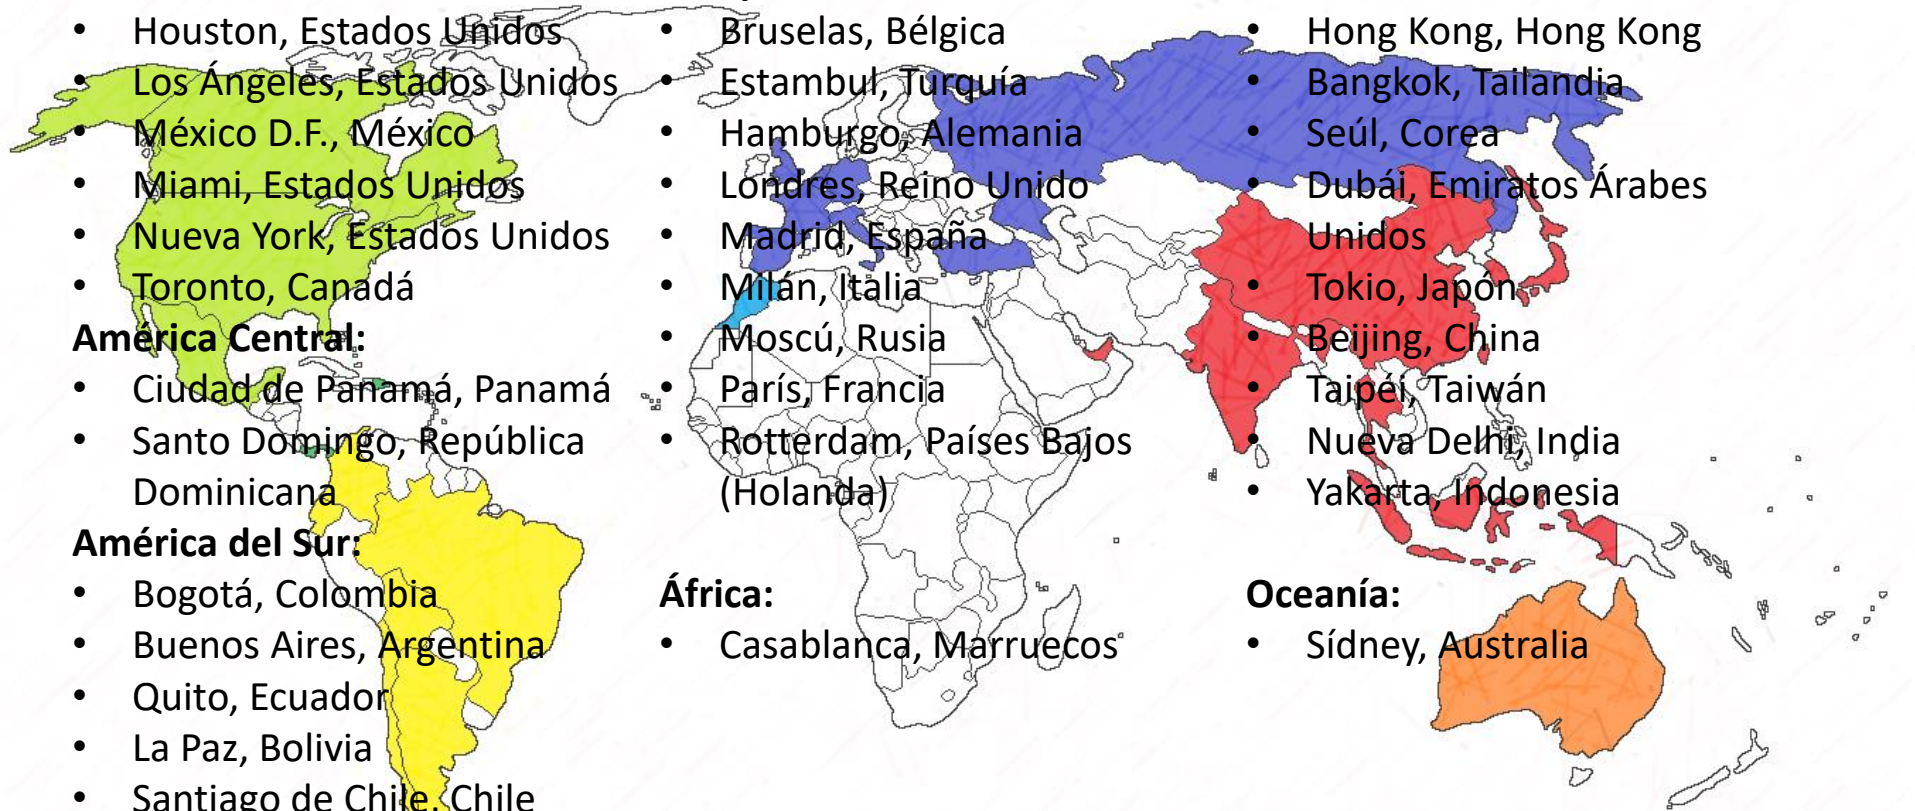 • Houston, Estados Unidos
• Los Ángeles, Estados Unidos
• México D.F., México
• Miami, Estados Unidos
• Nueva York, Estados Unidos
• Toronto, Canadá
América Central:
• Ciudad de Panamá, Panamá
• Santo Domingo, República
Dominicana
América del Sur:
• Bogotá, Colombia
• Buenos Aires, Argentina
• Quito, Ecuador
• La Paz, Bolivia
• Santiago de Chile, Chile
• Bruselas, Bélgica
• Estambul, Turquía
• Hamburgo, Alemania
• Londres, Reino Unido
• Madrid, España
• Milán, Italia
• Moscú, Rusia
• París, Francia
• Rotterdam, Países Bajos
(Holanda)
África:
• Casablanca, Marruecos
• Hong Kong, Hong Kong
• Bangkok, Tailandia
• Seúl, Corea
• Dubái, Emiratos Árabes
Unidos
• Tokio, Japón
• Beijing, China
• Taipéi, Taiwán
• Nueva Delhi, India
• Yakarta, Indonesia
Oceanía:
• Sídney, Australia